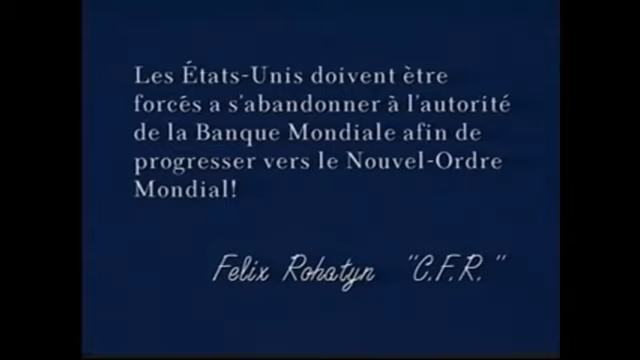 Les États-Unis doivent ètre
forcés a s'abandonner à l'autorité
de la Banque Mondiale afin de
progresser vers le Nouvel-Ordre
Mondial!
Felix Rohatyn "C.F.R."